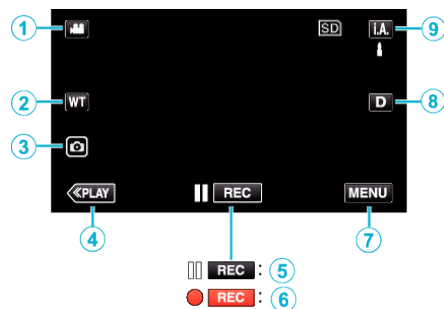 1 SD i.A. 9
2 WT D 8
3
≪PLAY REC MENU
4 7
REC : 5
REC : 6